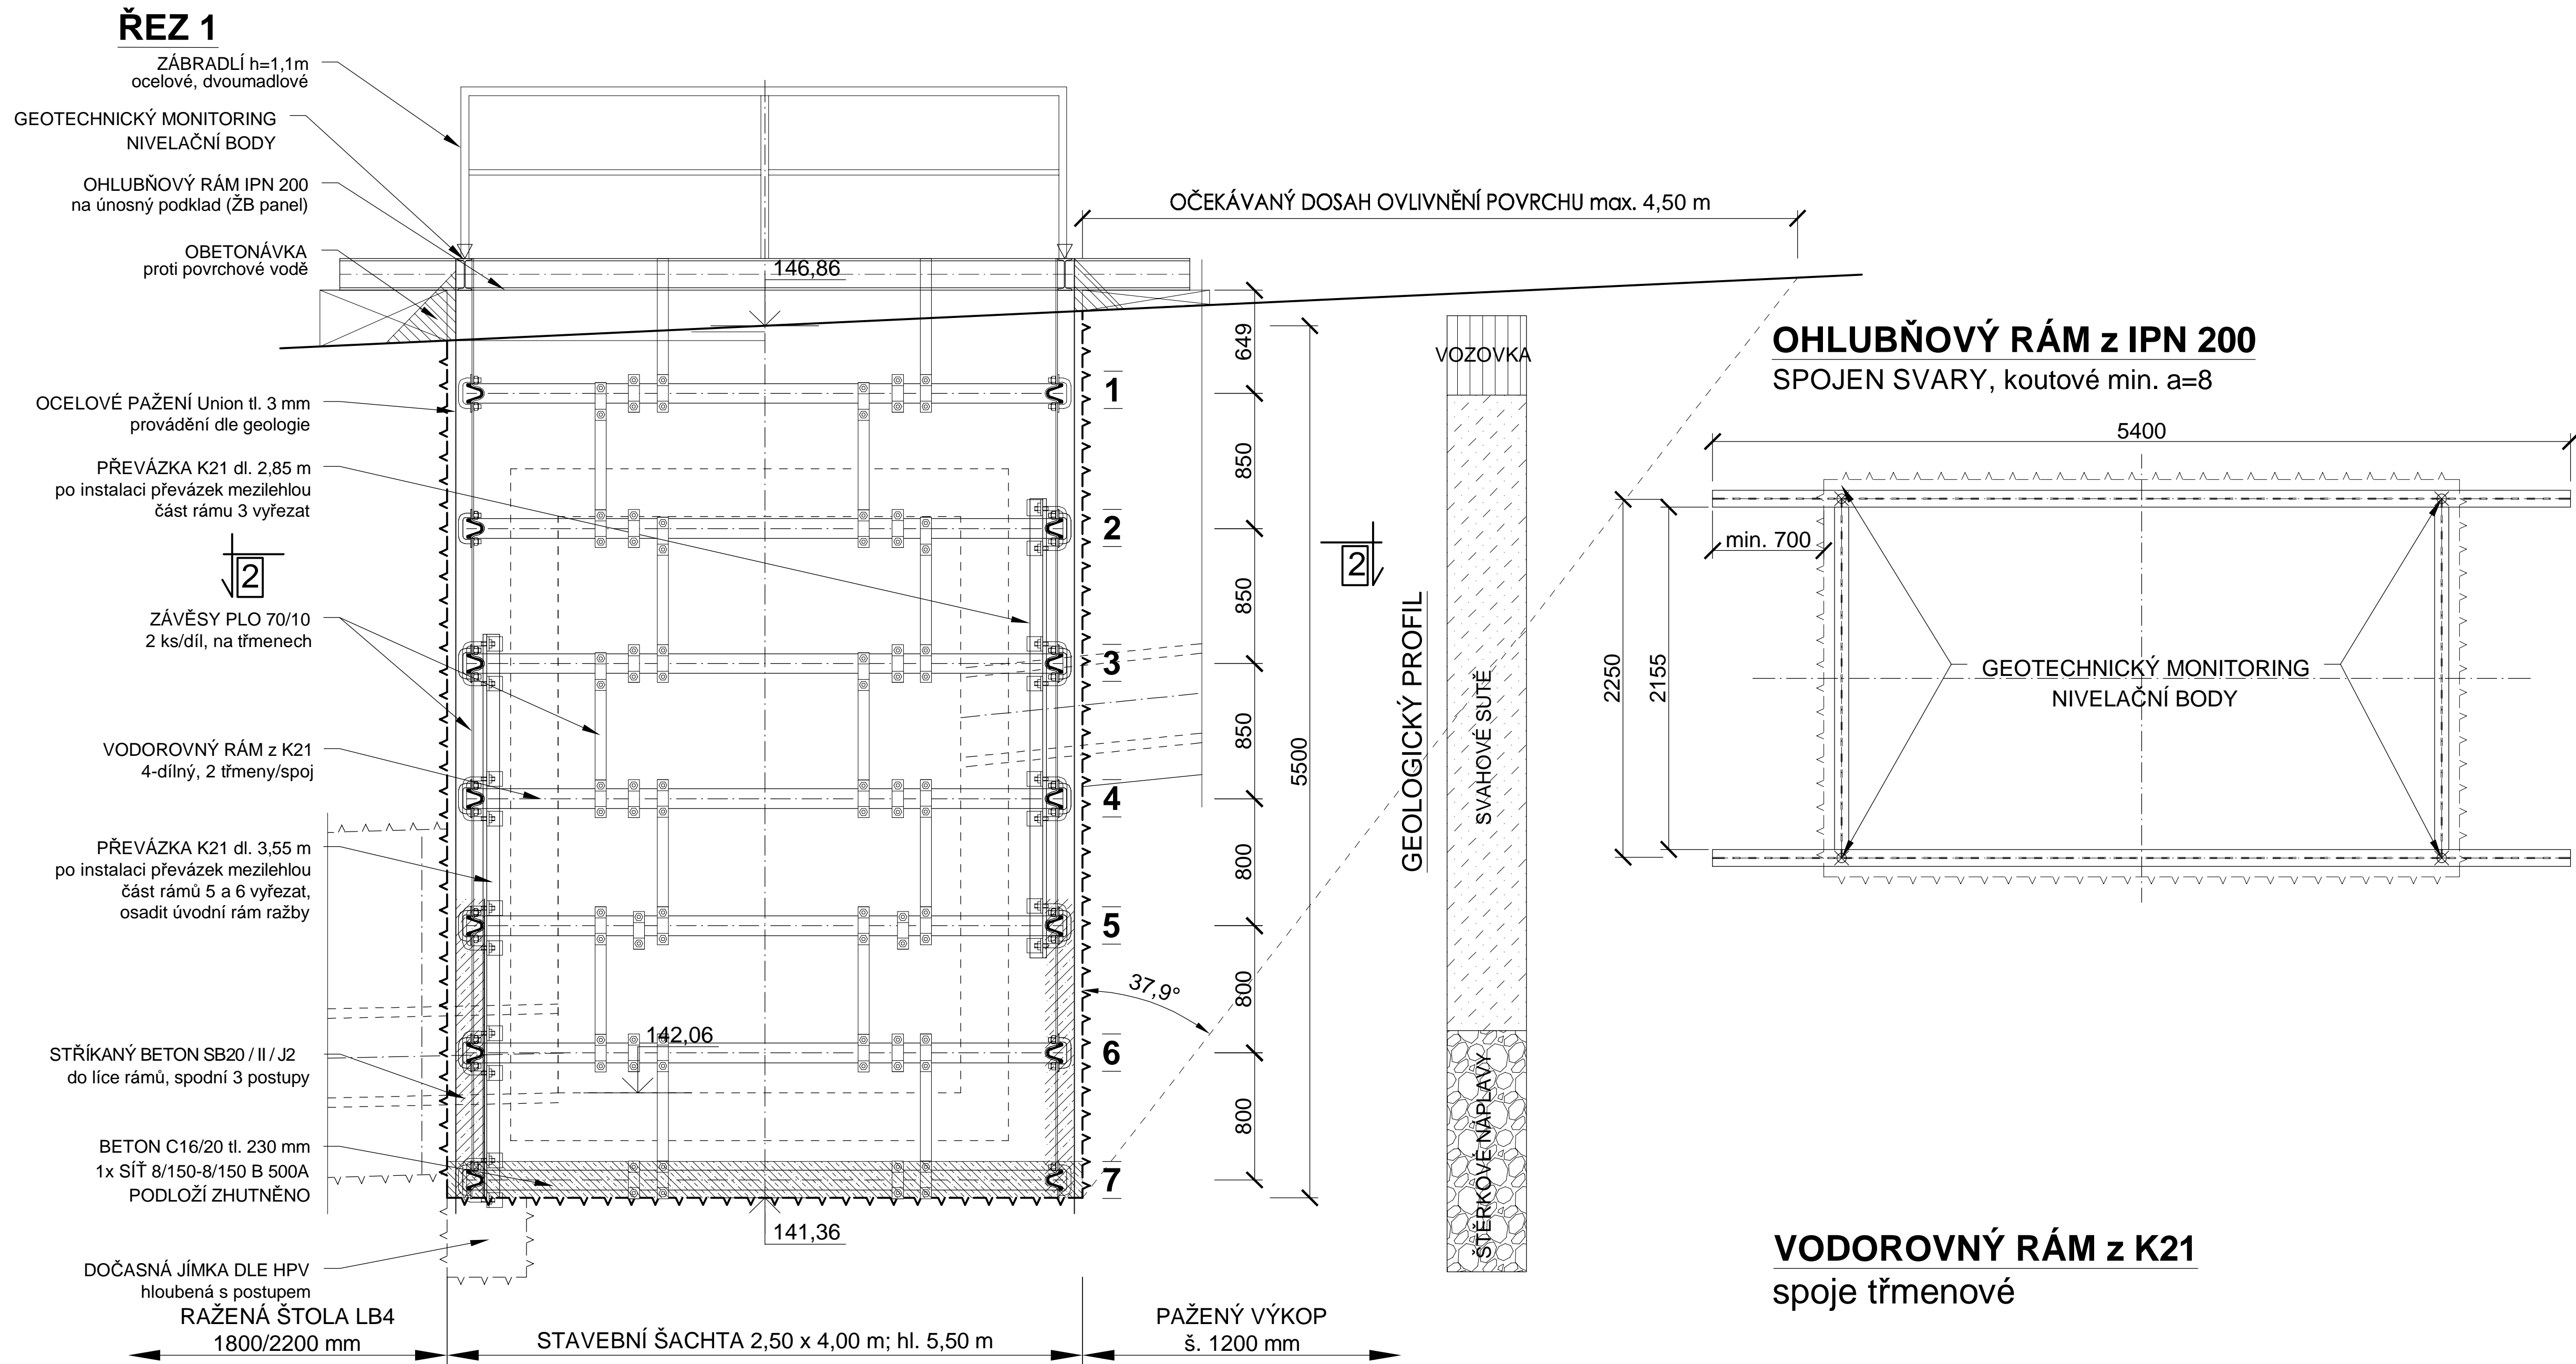 ŘEZ 1
ZÁBRADLÍ h=1,1m
ocelové, dvoumadlové
GEOTECHNICKÝ MONITORING
NIVELAČNÍ BODY
OHLUBŇOVÝ RÁM IPN 200
na únosný podklad (ŽB panel)
OBETONÁVKA
proti povrchové vodě
OCELOVÉ PAŽENÍ Union tl. 3 mm
provádění dle geologie
PŘEVÁZKA K21 dl. 2,85 m
po instalaci převázek mezilehlou
část rámu 3 vyřezat
2
ZÁVĚSY PLO 70/10
2 ks/díl, na třmenech
VODOROVNÝ RÁM z K21
4-dílný, 2 třmeny/spoj
PŘEVÁZKA K21 dl. 3,55 m
po instalaci převázek mezilehlou
část rámů 5 a 6 vyřezat,
osadit úvodní rám ražby
STŘÍKANÝ BETON SB20 / II / J2
do líce rámů, spodní 3 postupy
BETON C16/20 tl. 230 mm
1x SÍŤ 8/150-8/150 B 500A
PODLOŽÍ ZHUTNĚNO
DOČASNÁ JÍMKA DLE HPV
hloubená s postupem
RAŽENÁ ŠTOLA LB4
1800/2200 mm
STAVEBNÍ ŠACHTA 2,50 x 4,00 m; hl. 5,50 m
PAŽENÝ VÝKOP
š. 1200 mm
146,86
142,06
141,36
1
2
3
4
5
6
7
OČEKÁVANÝ DOSAH OVLIVNĚNÍ POVRCHU max. 4,50 m
649
850
850
850
800
800
800
5500
37,9°
2
GEOLOGICKÝ PROFIL
VOZOVKA
SVAHOVÉ SUTĚ
ŠTĚRKOVÉ NÁPLAVY
OHLUBŇOVÝ RÁM z IPN 200
SPOJEN SVARY, koutové min. a=8
5400
min. 700
2250
2155
GEOTECHNICKÝ MONITORING
NIVELAČNÍ BODY
VODOROVNÝ RÁM z K21
spoje třmenové